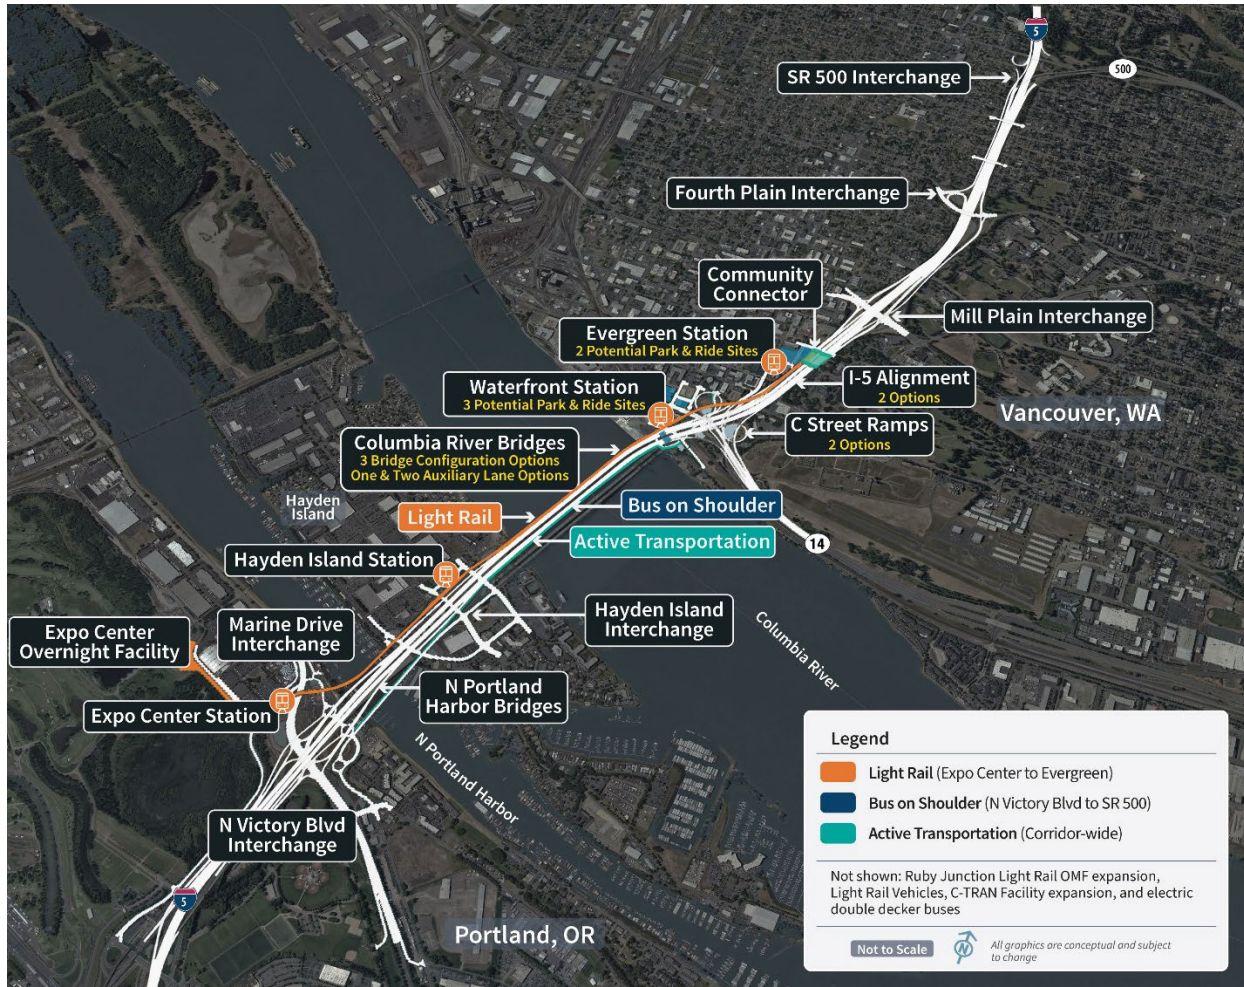 5
SR 500 Interchange
500
Fourth Plain Interchange
Community
Connector
Mill Plain Interchange
Evergreen Station
2 Potential Park & Ride Sites
I-5 Alignment
2 Options
Waterfront Station
3 Potential Park & Ride Sites
Vancouver, WA
C Street Ramps
2 Options
Columbia River Bridges
3 Bridge Configuration Options
One & Two Auxiliary Lane Options
Hayden
Island
Light Rail
Bus on Shoulder
Active Transportation
14
Hayden Island Station
Hayden Island
Interchange
Columbia River
Marine Drive
Interchange
Expo Center
Overnight Facility
N Portland
Harbor Bridges
Expo Center Station
N Portland Harbor
N Victory Blvd
Interchange
5
Portland, OR
Legend
Light Rail (Expo Center to Evergreen)
Bus on Shoulder (N Victory Blvd to SR 500)
Active Transportation (Corridor-wide)
Not shown: Ruby Junction Light Rail OMF expansion,
Light Rail Vehicles, C-TRAN Facility expansion, and electric
double decker buses
Not to Scale
N
All graphics are conceptual and subject
to change